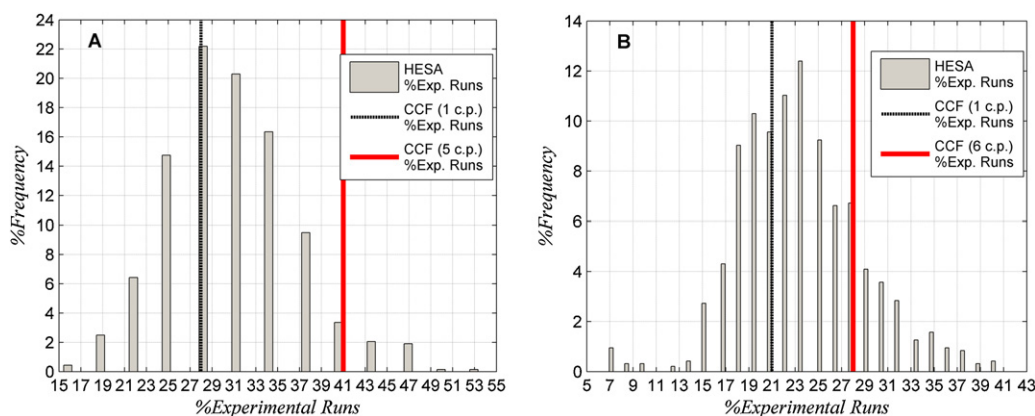 A
HESA
%Exp. Runs
CCF (1 c.p.)
%Exp. Runs
CCF (5 c.p.)
%Exp. Runs
24
22
20
18
16
14
12
10
8
6
4
2
0
%Frequency
15 17 19 21 23 25 27 29 31 33 35 37 39 41 43 45 47 49 51 53 55
%Experimental Runs
B
HESA
%Exp. Runs
CCF (1 c.p.)
%Exp. Runs
CCF (6 c.p.)
%Exp. Runs
14
12
10
8
6
4
2
0
%Frequency
5 7 9 11 13 15 17 19 21 23 25 27 29 31 33 35 37 39 41 43
%Experimental Runs